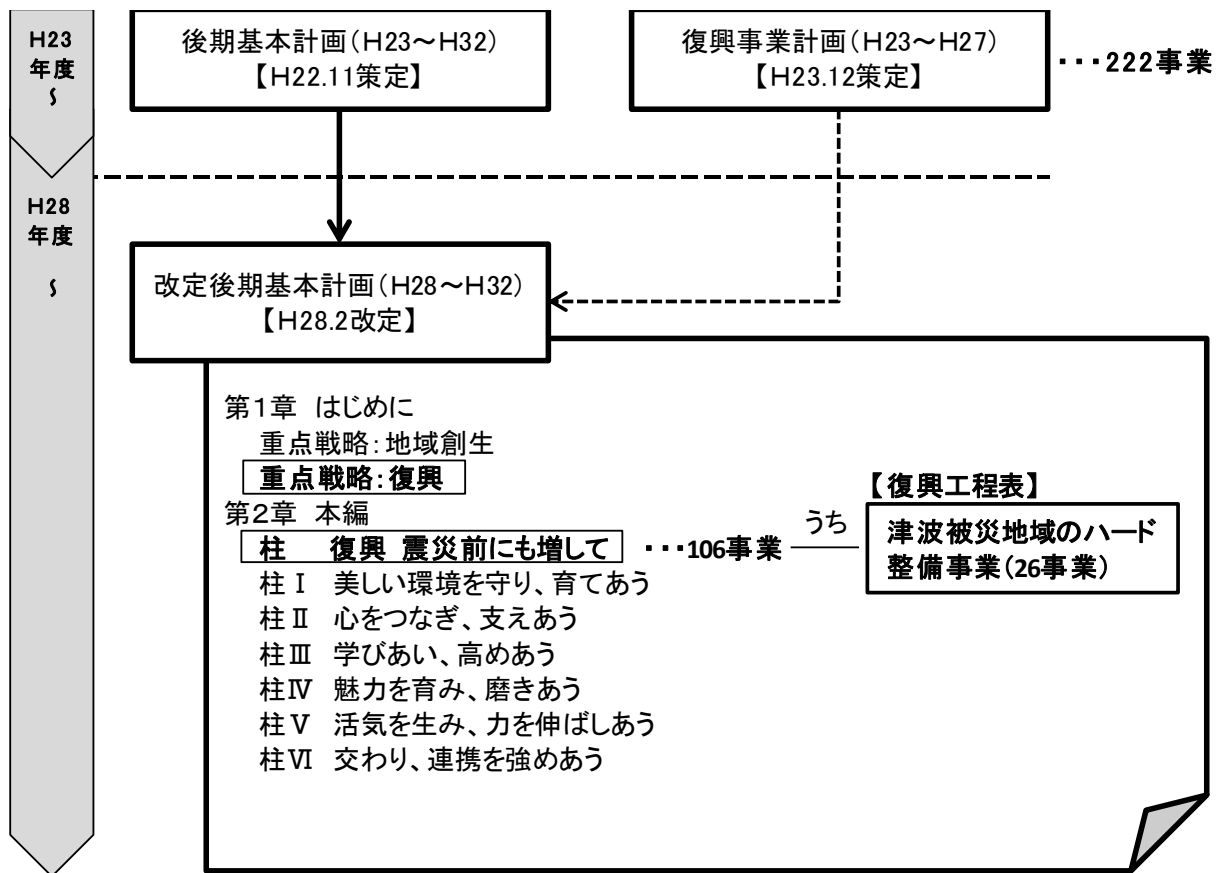 H23
年度
～
後期基本計画(H23～H32)
【H22.11策定】
復興事業計画(H23～H27)
【H23.12策定】
・・・222事業
H28
年度
～
改定後期基本計画(H28～H32)
【H28.2改定】
第1章 はじめに
重点戦略:地域創生
重点戦略:復興
第2章 本編
柱 復興 震災前にも増して
・・・106事業
うち
【復興工程表】
津波被災地域のハード
整備事業(26事業)
柱Ⅰ 美しい環境を守り、育てあう
柱Ⅱ 心をつなぎ、支えあう
柱Ⅲ 学びあい、高めあう
柱Ⅳ 魅力を育み、磨きあう
柱Ⅴ 活気を生み、力を伸ばしあう
柱Ⅵ 交わり、連携を強めあう